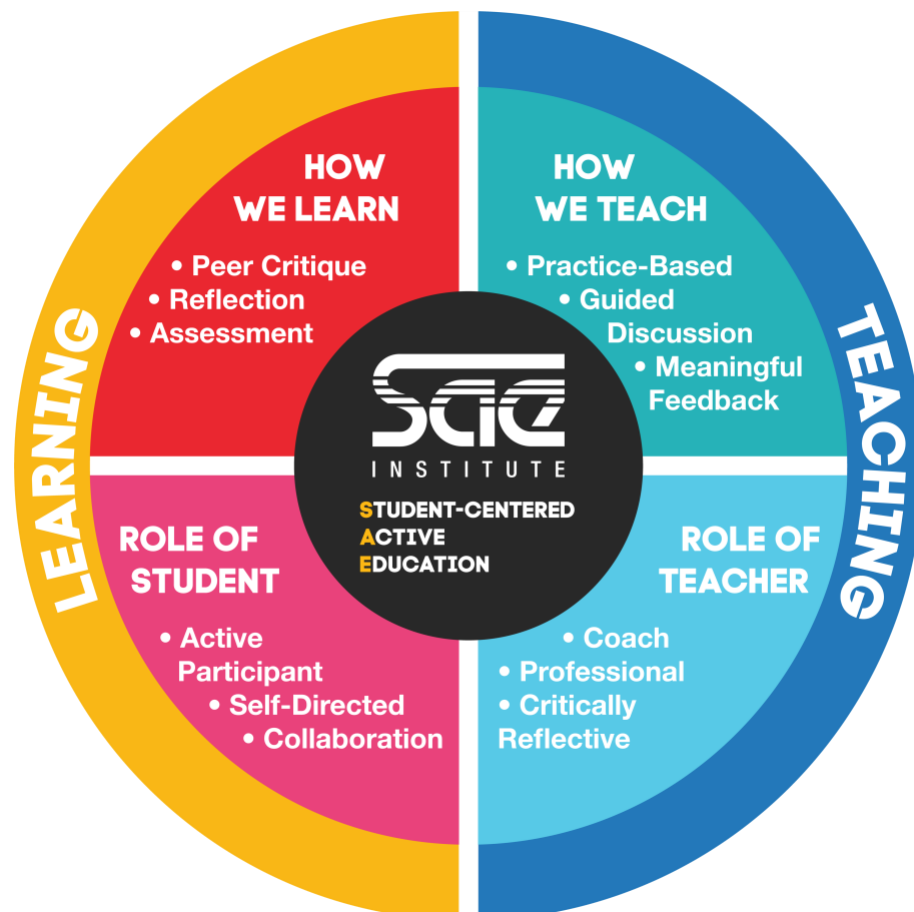 LEARNING
HOW
WE LEARN
• Peer Critique
• Reflection
• Assessment
HOW
WE TEACH
• Practice-Based
• Guided
Discussion
• Meaningful
Feedback
TEACHING
sae
INSTITUTE
STUDENT-CENTERED
ACTIVE
EDUCATION
ROLE OF
STUDENT
• Active
Participant
• Self-Directed
• Collaboration
ROLE OF
TEACHER
• Coach
• Professional
• Critically
Reflective